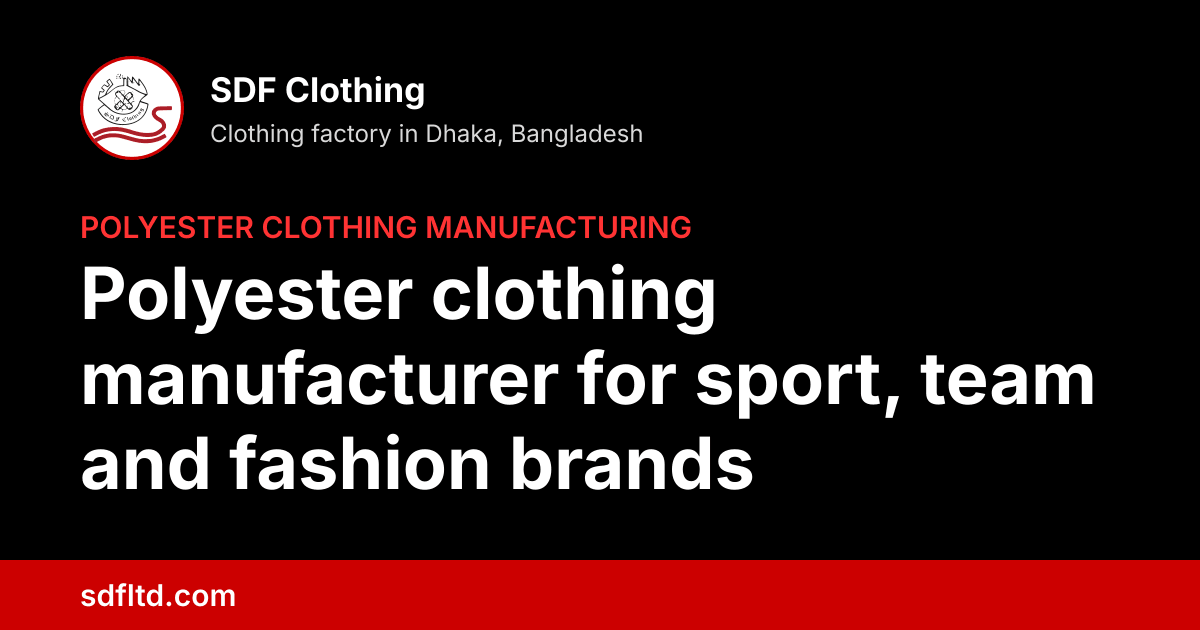 SDF Clothing
Clothing factory in Dhaka, Bangladesh
POLYESTER CLOTHING MANUFACTURING
Polyester clothing
manufacturer for sport, team
and fashion brands
sdfltd.com